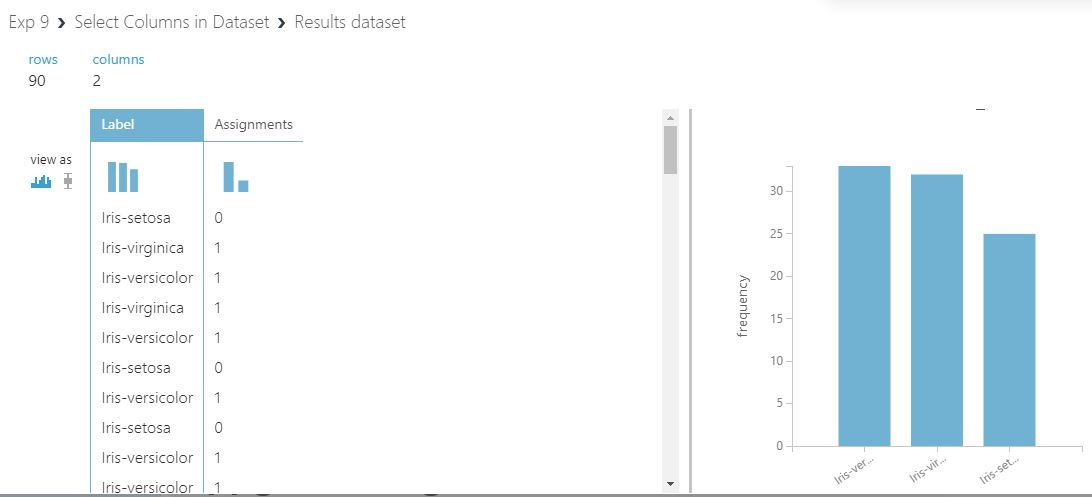 Exp 9 › Select Columns in Dataset › Results dataset
rows columns
90 2
Label Assignments
view as
Iris-setosa 0
Iris-virginica 1
Iris-versicolor 1
Iris-virginica 1
Iris-versicolor 1
Iris-setosa 0
Iris-versicolor 1
Iris-setosa 0
Iris-versicolor 1
Iris-versicolor 1
frequency
30
25
20
15
10
5
0
Iris-ver... Iris-vir... Iris-set...